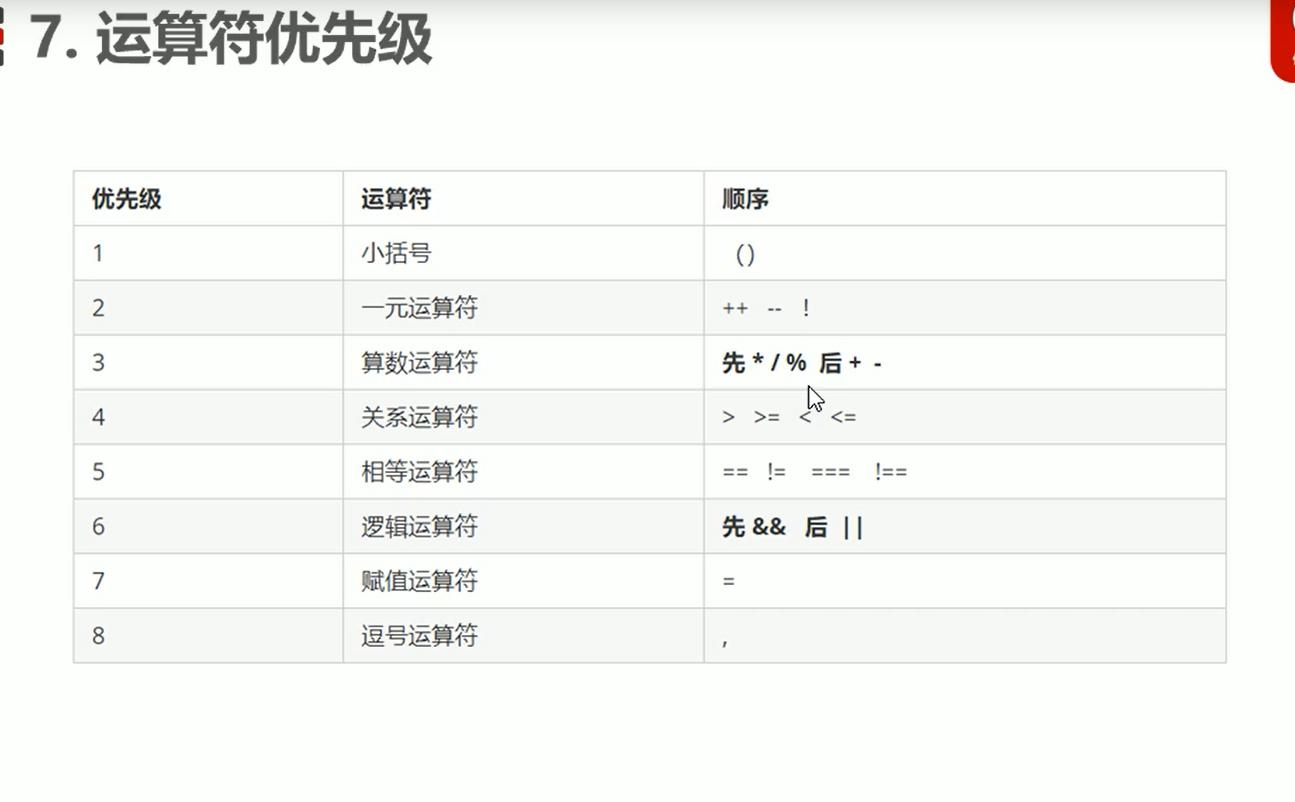 7. 运算符优先级
优先级 运算符 顺序
1 小括号 ()
2 一元运算符 ++ -- !
3 算数运算符 先 * / % 后 + -
4 关系运算符 > >= < <=
5 相等运算符 == != === !==
6 逻辑运算符 先 && 后 ||
7 赋值运算符 =
8 逗号运算符 ,